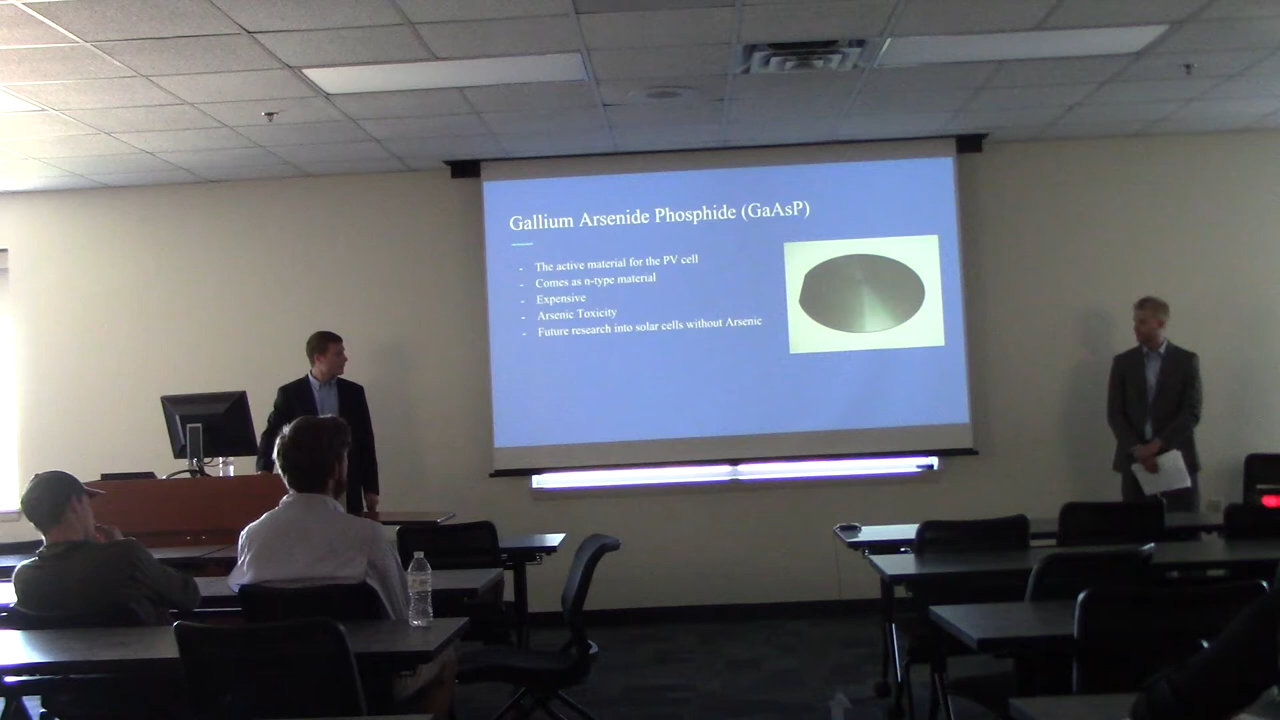 Gallium Arsenide Phosphide (GaAsP)
- The active material for the PV cell
- Comes as n-type material
- Expensive
- Arsenic Toxicity
- Future research into solar cells without Arsenic